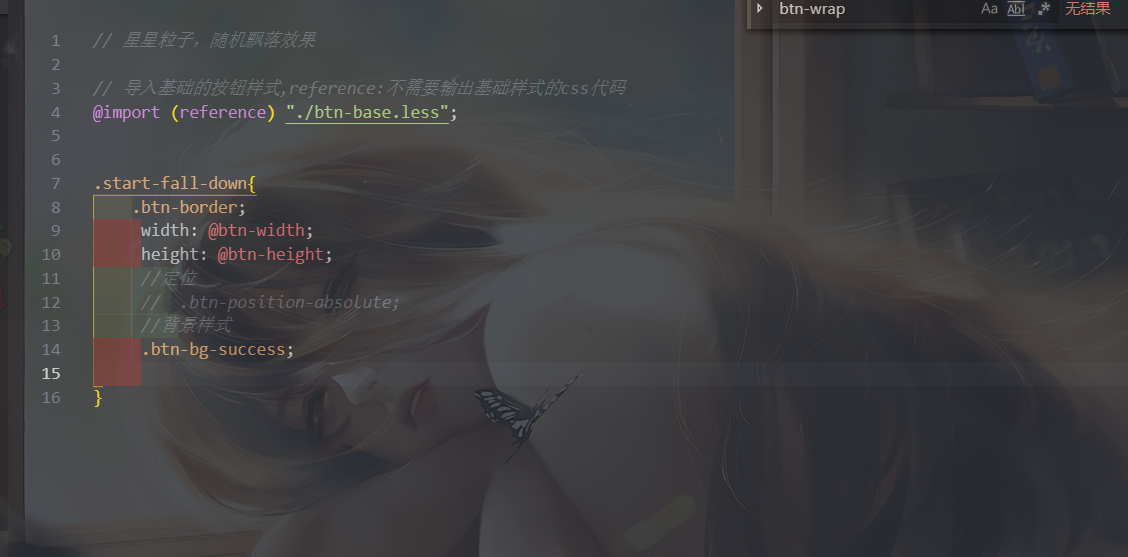 btn-wrap Aa Ab .* 无结果
1 // 星星粒子，随机飘落效果
2
3 // 导入基础的按钮样式,reference:不需要输出基础样式的css代码
4 @import (reference) "./btn-base.less";
5
6
7 .start-fall-down{
8 .btn-border;
9 width: @btn-width;
10 height: @btn-height;
11 //定位
12 // .btn-position-absolute;
13 //背景样式
14 .btn-bg-success;
15
16 }